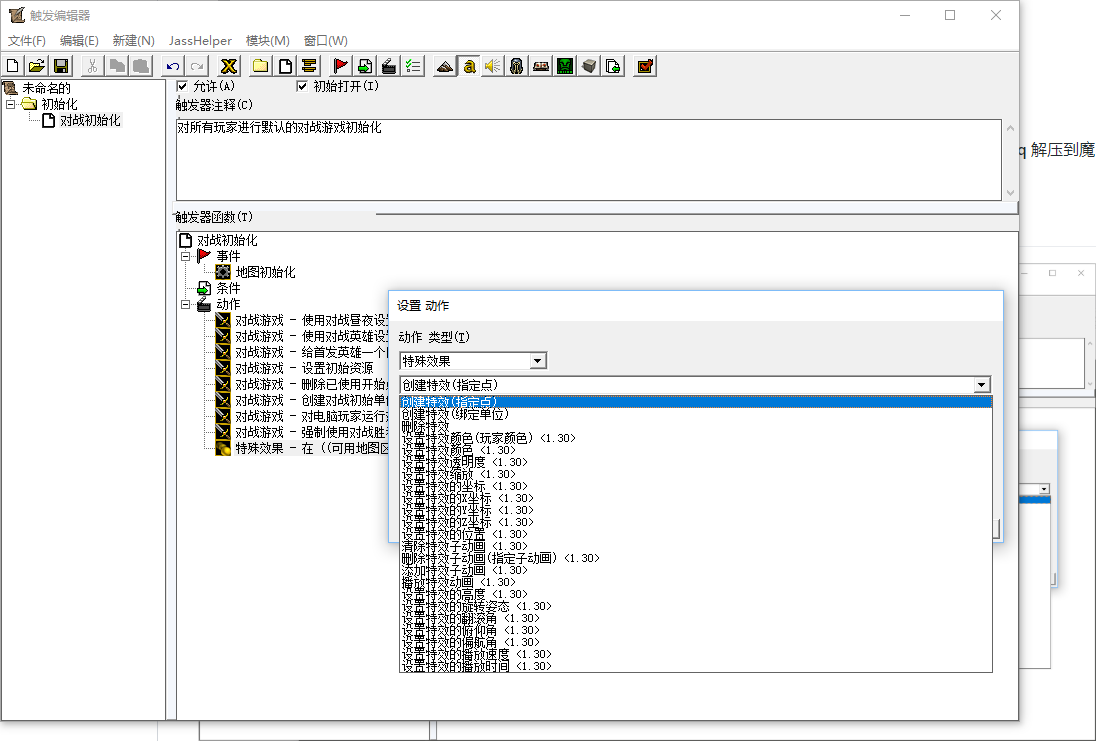 触发编辑器
文件(F) 编辑(E) 新建(N) JassHelper 模块(M) 窗口(W)
未命名的
初始化
对战初始化
允许(A) 初始打开(I)
触发器注释(C)
对所有玩家进行默认的对战游戏初始化
q 解压到魔
触发器函数(T)
对战初始化
事件
地图初始化
条件
动作
对战游戏 - 使用对战昼夜设
对战游戏 - 使用对战英雄设
对战游戏 - 给首发英雄一个
对战游戏 - 设置初始资源
对战游戏 - 删除已使用开始
对战游戏 - 创建对战初始单
对战游戏 - 对电脑玩家运行
对战游戏 - 强制使用对战胜
特殊效果 - 在 ((可用地图区
设置 动作
动作 类型(T)
特殊效果
创建特效(指定点)
创建特效(指定点)
创建特效(绑定单位)
删除特效
设置特效颜色(玩家颜色) <1.30>
设置特效颜色 <1.30>
设置特效透明度 <1.30>
设置特效缩放 <1.30>
设置特效的坐标 <1.30>
设置特效的X坐标 <1.30>
设置特效的Y坐标 <1.30>
设置特效的Z坐标 <1.30>
设置特效的位置 <1.30>
清除特效子动画 <1.30>
删除特效子动画(指定子动画) <1.30>
添加特效子动画 <1.30>
播放特效动画 <1.30>
设置特效的高度 <1.30>
设置特效的旋转姿态 <1.30>
设置特效的翻滚角 <1.30>
设置特效的俯仰角 <1.30>
设置特效的偏航角 <1.30>
设置特效的播放速度 <1.30>
设置特效的播放时间 <1.30>